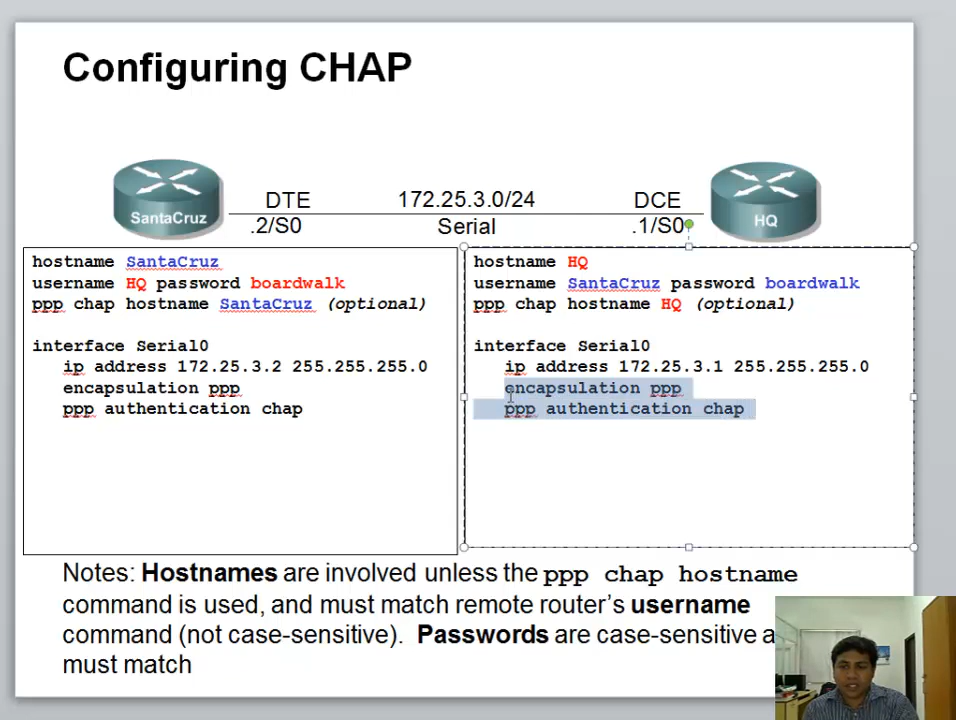 Configuring CHAP
SantaCruz
DTE
172.25.3.0/24
DCE
HQ
.2/S0
Serial
.1/S0
hostname SantaCruz
username HQ password boardwalk
ppp chap hostname SantaCruz (optional)
interface Serial0
ip address 172.25.3.2 255.255.255.0
encapsulation ppp
ppp authentication chap
hostname HQ
username SantaCruz password boardwalk
ppp chap hostname HQ (optional)
interface Serial0
ip address 172.25.3.1 255.255.255.0
encapsulation ppp
ppp authentication chap
Notes: Hostnames are involved unless the ppp chap hostname
command is used, and must match remote router's username
command (not case-sensitive). Passwords are case-sensitive
must match